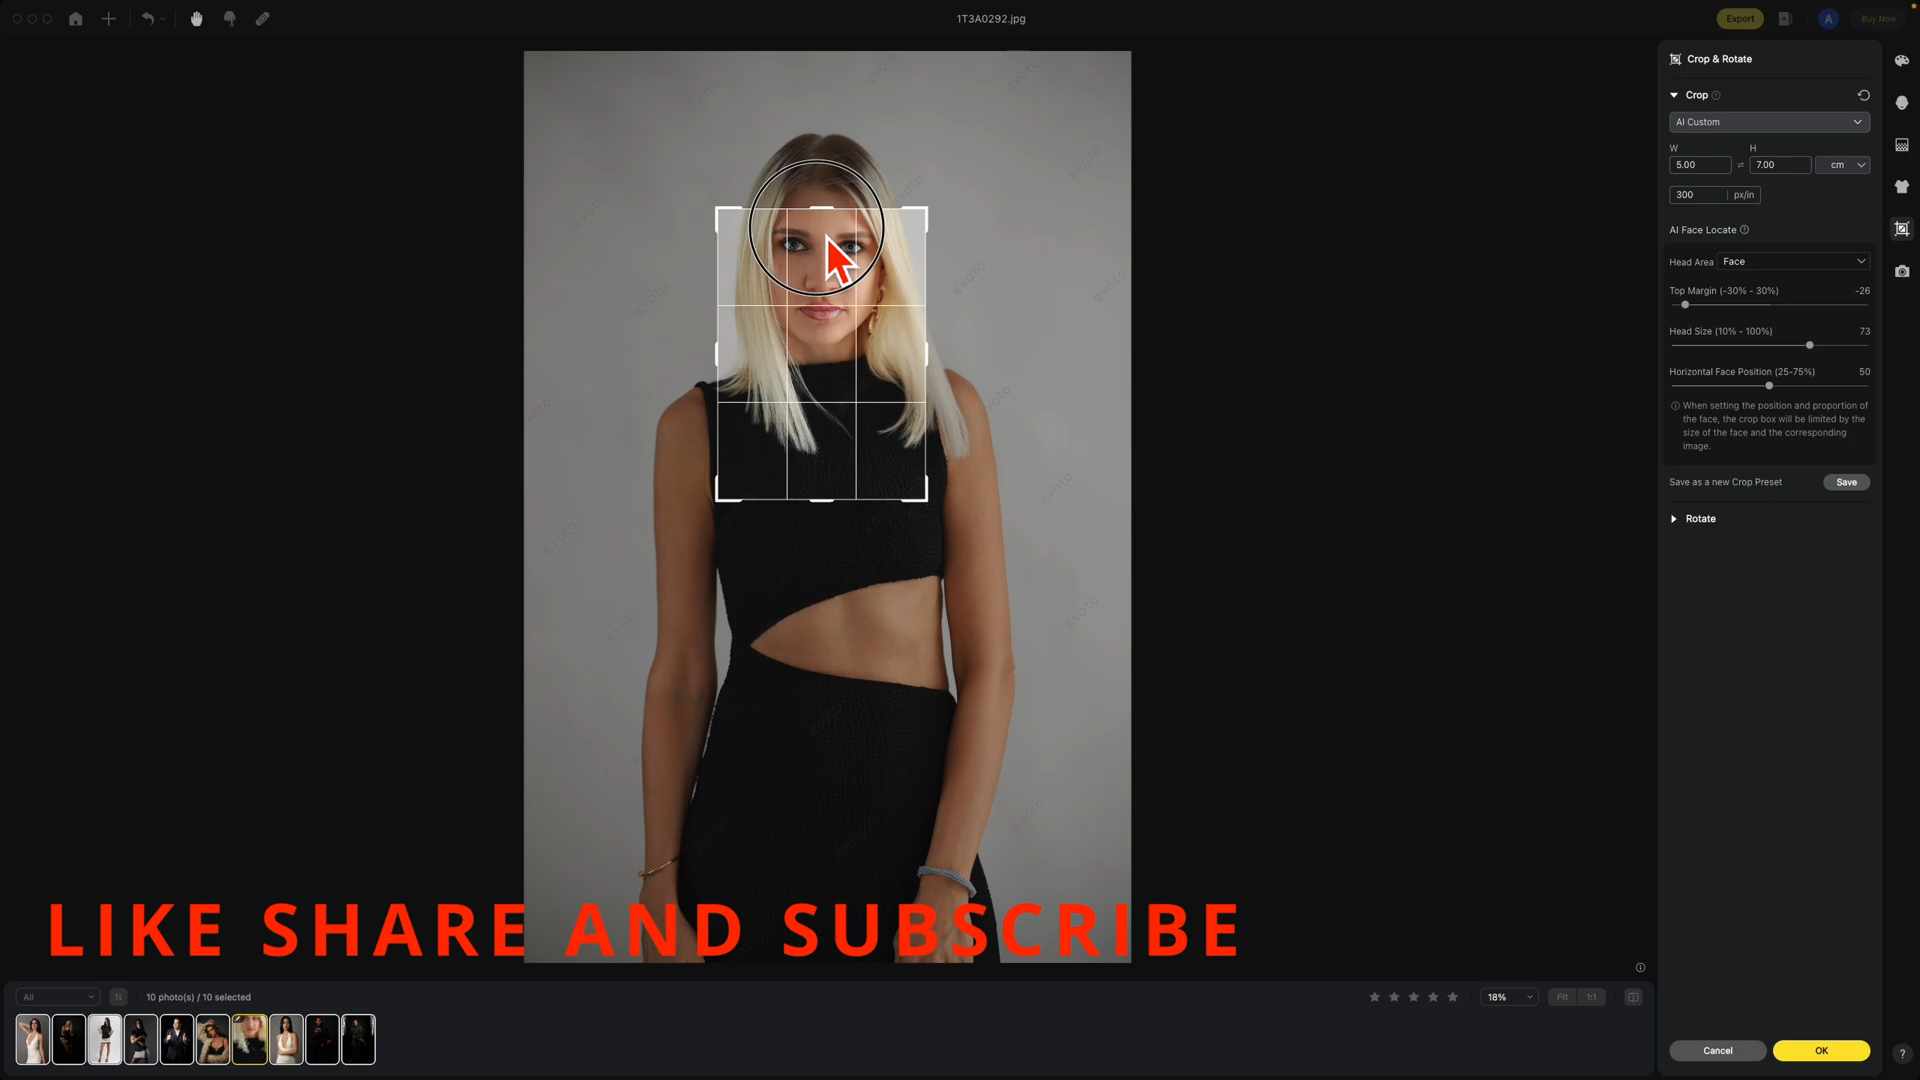 1T3A0292.jpg
Export
A
Buy Now
Crop & Rotate
Crop
AI Custom
W
H
5.00
7.00
cm
300
px/in
AI Face Locate
Head Area
Face
Top Margin (-30% - 30%)
-26
Head Size (10% - 100%)
73
Horizontal Face Position (25-75%)
50
When setting the position and proportion of
the face, the crop box will be limited by the
size of the face and the corresponding
image.
Save as a new Crop Preset
Save
Rotate
evoto
LIKE SHARE AND SUBSCRIBE
All
10 photo(s) / 10 selected
18%
Fit
1:1
Cancel
OK
?